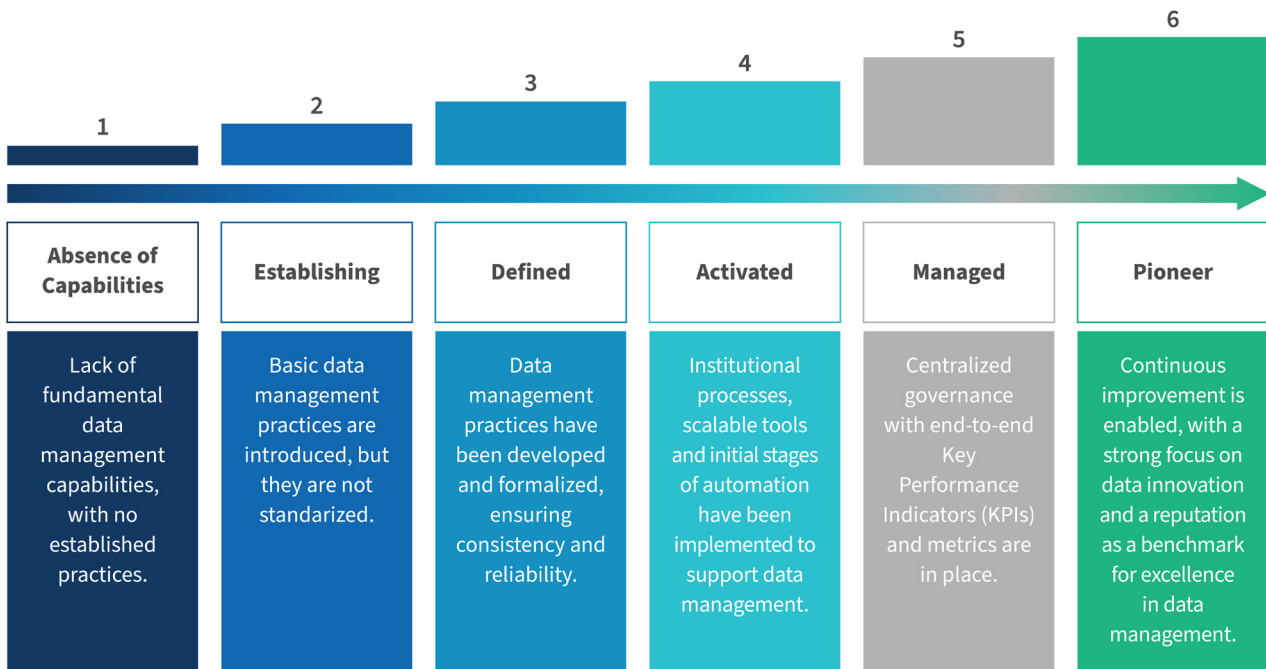 1
2
3
4
5
6
Absence of
Capabilities
Establishing
Defined
Activated
Managed
Pioneer
Lack of
fundamental
data
management
capabilities,
with no
established
practices.
Basic data
management
practices are
introduced, but
they are not
standarized.
Data
management
practices have
been developed
and formalized,
ensuring
consistency and
reliability.
Institutional
processes,
scalable tools
and initial stages
of automation
have been
implemented to
support data
management.
Centralized
governance
with end-to-end
Key
Performance
Indicators (KPIs)
and metrics are
in place.
Continuous
improvement is
enabled, with a
strong focus on
data innovation
and a reputation
as a benchmark
for excellence
in data
management.